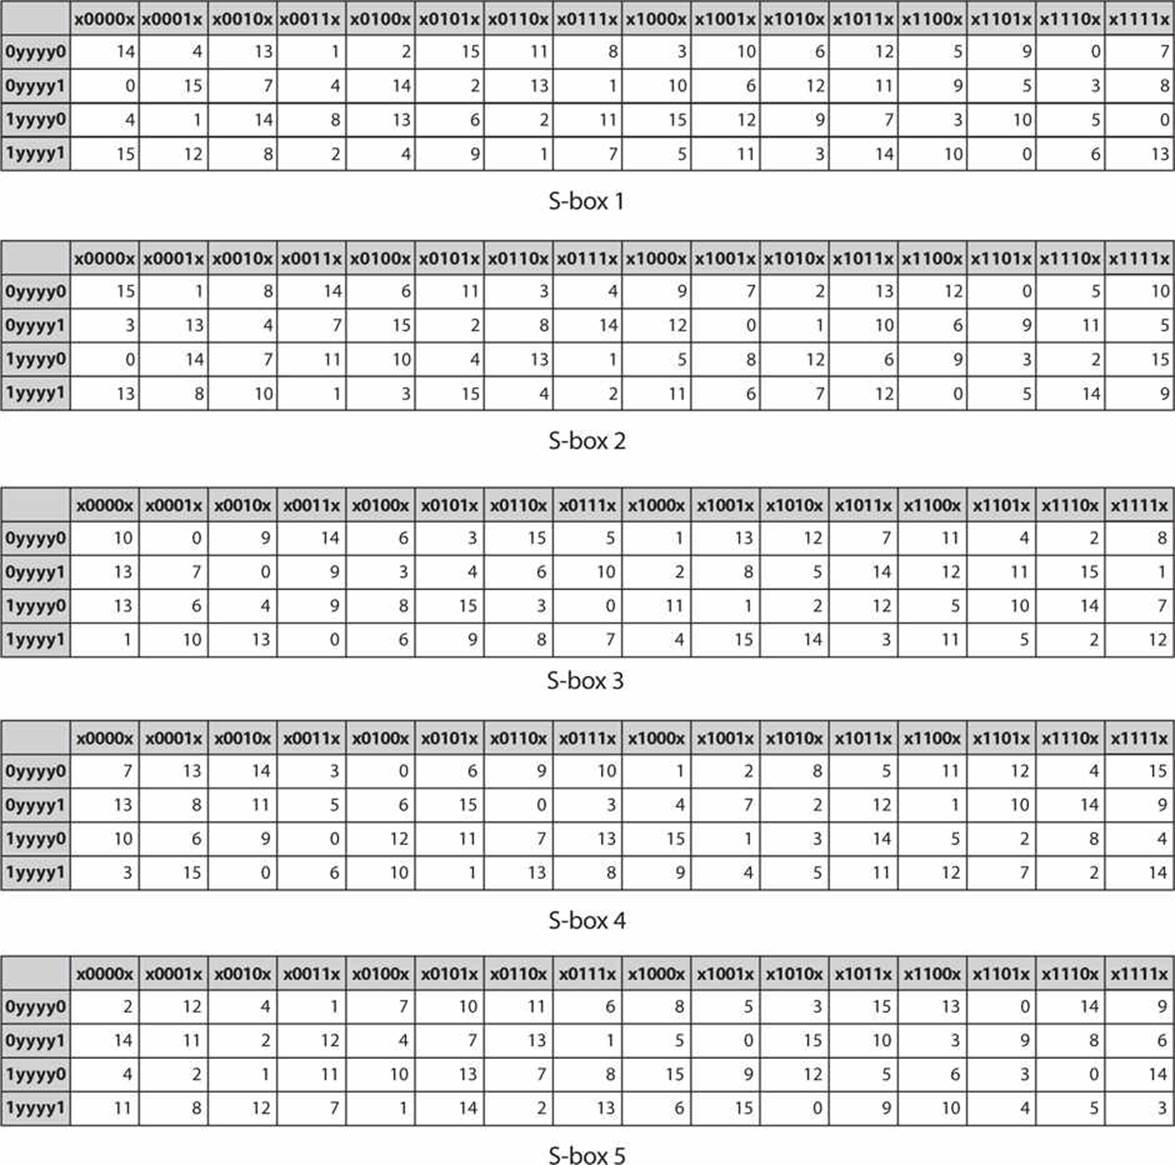 x0000x x0001x x0010x x0011x x0100x x0101x x0110x x0111x x1000x x1001x x1010x x1011x x1100x x1101x x1110x x1111x
0yyyy0 14 4 13 1 2 15 11 8 3 10 6 12 5 9 0 7
0yyyy1 0 15 7 4 14 2 13 1 10 6 12 11 9 5 3 8
1yyyy0 4 1 14 8 13 6 2 11 15 12 9 7 3 10 5 0
1yyyy1 15 12 8 2 4 9 1 7 5 11 3 14 10 0 6 13
S-box 1
x0000x x0001x x0010x x0011x x0100x x0101x x0110x x0111x x1000x x1001x x1010x x1011x x1100x x1101x x1110x x1111x
0yyyy0 15 1 8 14 6 11 3 4 9 7 2 13 12 0 5 10
0yyyy1 3 13 4 7 15 2 8 14 12 0 1 10 6 9 11 5
1yyyy0 0 14 7 11 10 4 13 1 5 8 12 6 9 3 2 15
1yyyy1 13 8 10 1 3 15 4 2 11 6 7 12 0 5 14 9
S-box 2
x0000x x0001x x0010x x0011x x0100x x0101x x0110x x0111x x1000x x1001x x1010x x1011x x1100x x1101x x1110x x1111x
0yyyy0 10 0 9 14 6 3 15 5 1 13 12 7 11 4 2 8
0yyyy1 13 7 0 9 3 4 6 10 2 8 5 14 12 11 15 1
1yyyy0 13 6 4 9 8 15 3 0 11 1 2 12 5 10 14 7
1yyyy1 1 10 13 0 6 9 8 7 4 15 14 3 11 5 2 12
S-box 3
x0000x x0001x x0010x x0011x x0100x x0101x x0110x x0111x x1000x x1001x x1010x x1011x x1100x x1101x x1110x x1111x
0yyyy0 7 13 14 3 0 6 9 10 1 2 8 5 11 12 4 15
0yyyy1 13 8 11 5 6 15 0 3 4 7 2 12 1 10 14 9
1yyyy0 10 6 9 0 12 11 7 13 15 1 3 14 5 2 8 4
1yyyy1 3 15 0 6 10 1 13 8 9 4 5 11 12 7 2 14
S-box 4
x0000x x0001x x0010x x0011x x0100x x0101x x0110x x0111x x1000x x1001x x1010x x1011x x1100x x1101x x1110x x1111x
0yyyy0 2 12 4 1 7 10 11 6 8 5 3 15 13 0 14 9
0yyyy1 14 11 2 12 4 7 13 1 5 0 15 10 3 9 8 6
1yyyy0 4 2 1 11 10 13 7 8 15 9 12 5 6 3 0 14
1yyyy1 11 8 12 7 1 14 2 13 6 15 0 9 10 4 5 3
S-box 5